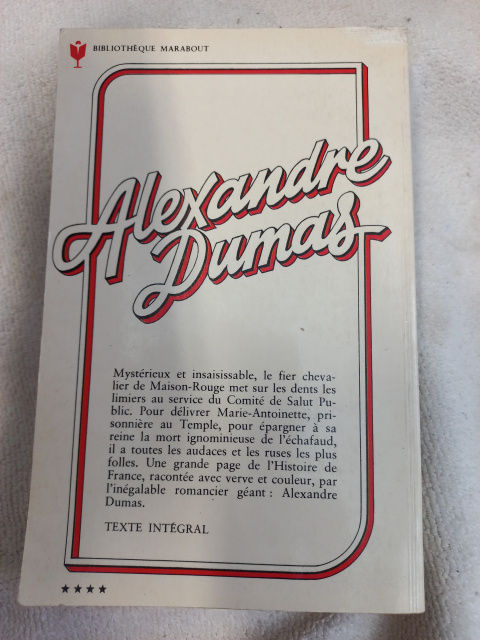 BIBLIOTHÈQUE MARABOUT
Alexandre
Dumas
Mystérieux et insaisissable, le fier cheva-
lier de Maison-Rouge met sur les dents les
limiers au service du Comité de Salut Pu-
blic. Pour délivrer Marie-Antoinette, pri-
sonnière au Temple, pour épargner à sa
reine la mort ignominieuse de l'échafaud,
il a toutes les audaces et les ruses les plus
folles. Une grande page de l'Histoire de
France, racontée avec verve et couleur, par
l'inégalable romancier géant : Alexandre
Dumas.
TEXTE INTÉGRAL
★★★★